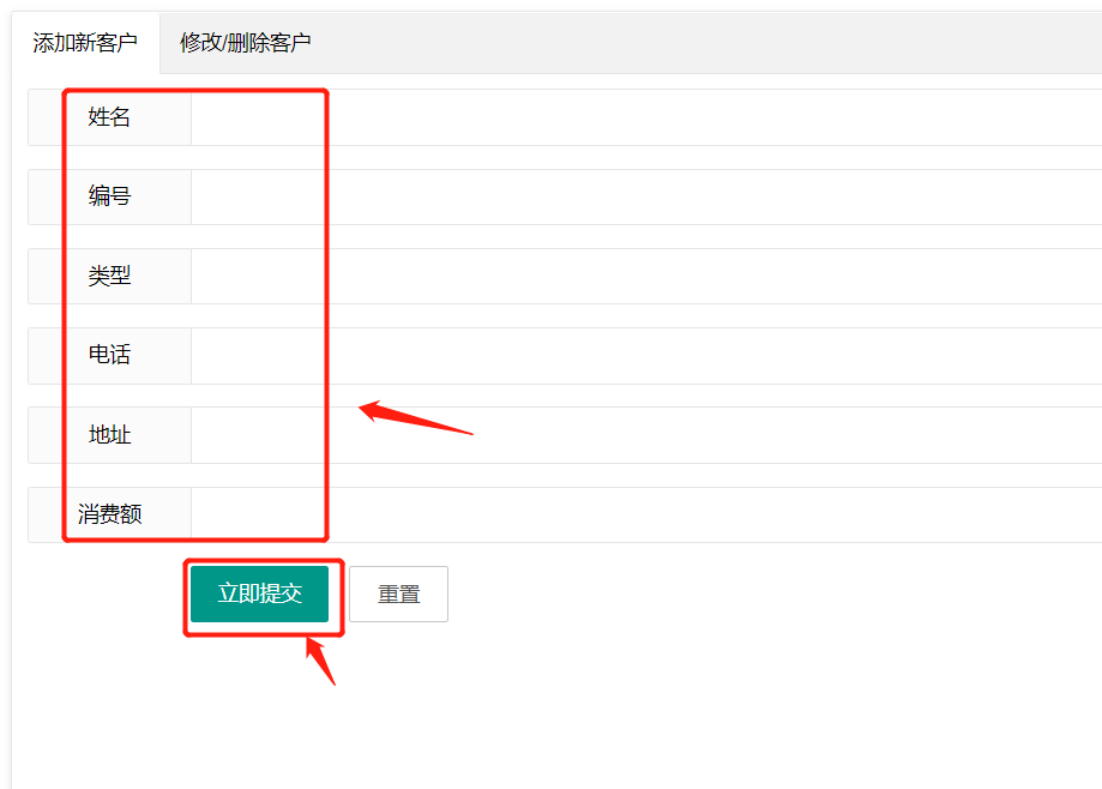 添加新客户 修改/删除客户
姓名
编号
类型
电话
地址
消费额
立即提交 重置